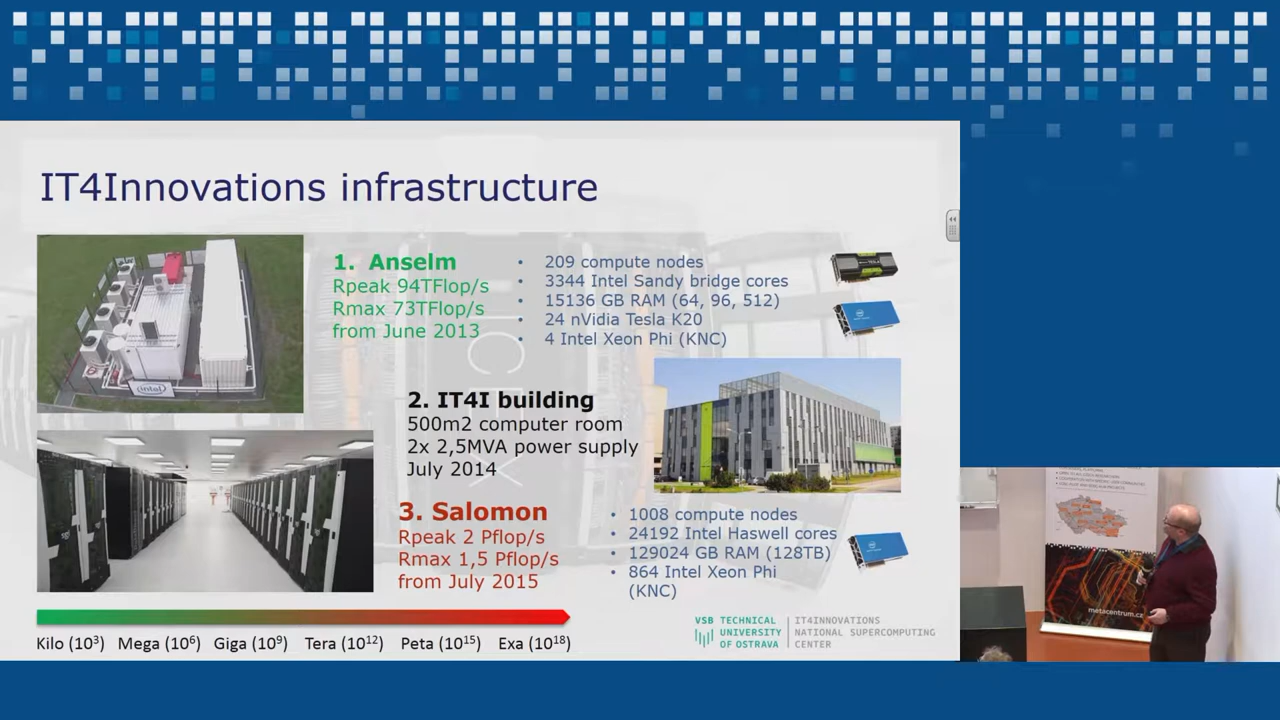 IT4Innovations infrastructure
1. Anselm
Rpeak 94TFlop/s
Rmax 73TFlop/s
from June 2013
• 209 compute nodes
• 3344 Intel Sandy bridge cores
• 15136 GB RAM (64, 96, 512)
• 24 nVidia Tesla K20
• 4 Intel Xeon Phi (KNC)
intel
2. IT4I building
500m2 computer room
2x 2,5MVA power supply
July 2014
3. Salomon
Rpeak 2 Pflop/s
Rmax 1,5 Pflop/s
from July 2015
• 1008 compute nodes
• 24192 Intel Haswell cores
• 129024 GB RAM (128TB)
• 864 Intel Xeon Phi
(KNC)
Kilo (10³) Mega (10⁶) Giga (10⁹) Tera (10¹²) Peta (10¹⁵) Exa (10¹⁸)
VSB TECHNICAL
UNIVERSITY
OF OSTRAVA
IT4INNOVATIONS
NATIONAL SUPERCOMPUTING
CENTER
metacentrum.cz